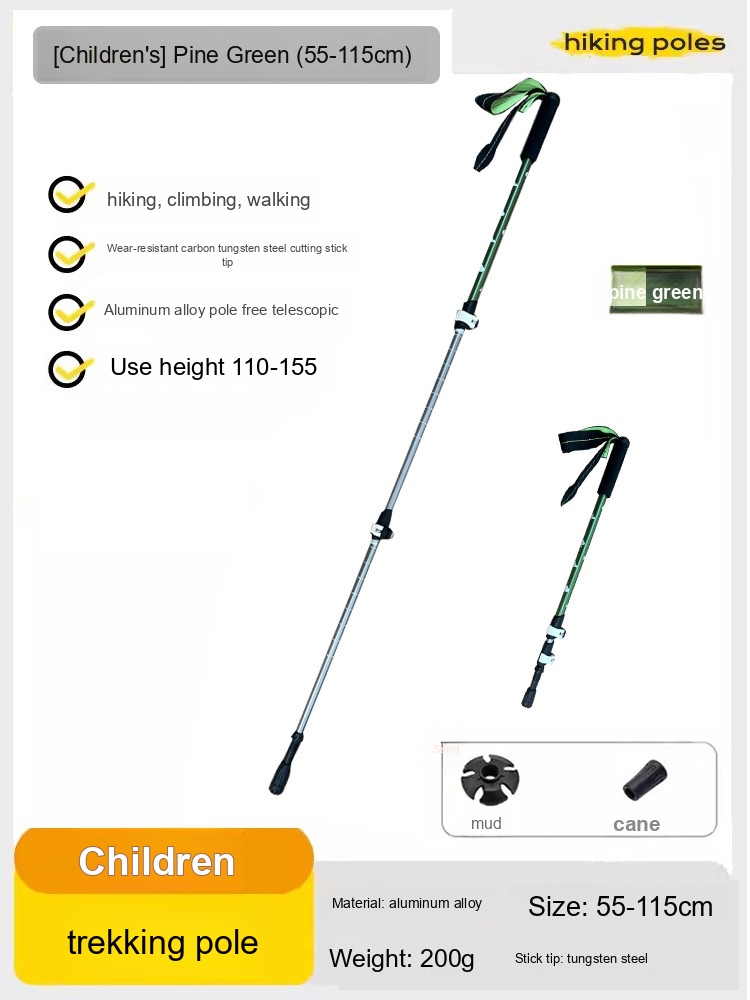 [Children's] Pine Green (55-115cm)
hiking poles
hiking, climbing, walking
Wear-resistant carbon tungsten steel cutting stick
tip
Aluminum alloy pole free telescopic
Use height 110-155
pine green
Sand
mud
cane
Children
trekking pole
Material: aluminum alloy
Size: 55-115cm
Weight: 200g
Stick tip: tungsten steel